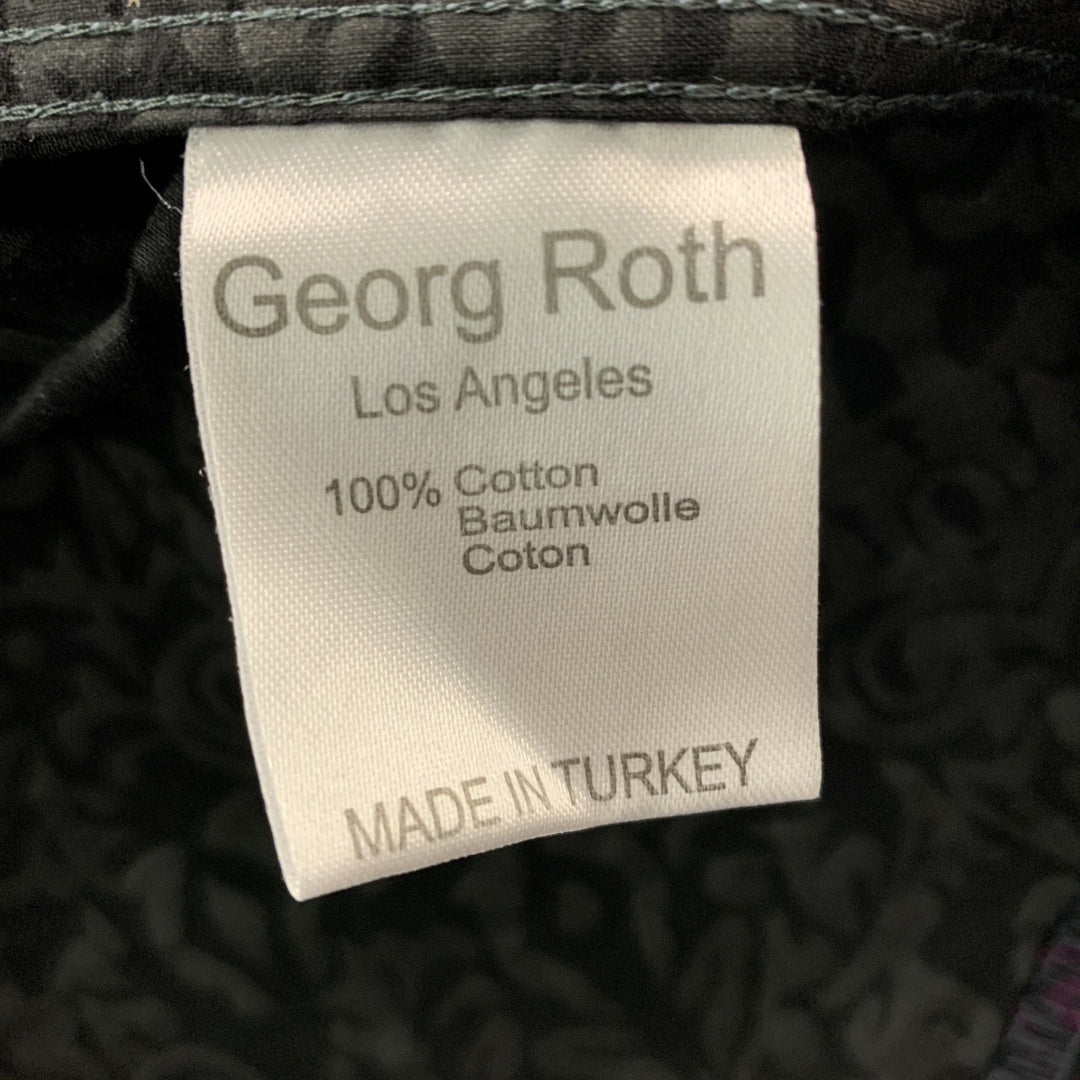 Georg Roth
Los Angeles
100% Cotton
Baumwolle
Coton
MADE IN TURKEY